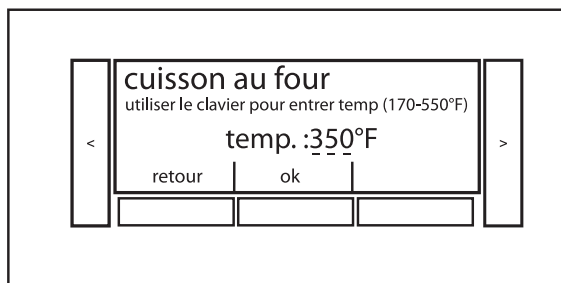 cuisson au four
utiliser le clavier pour entrer temp (170-550°F)
< temp. :350°F >
retour ok